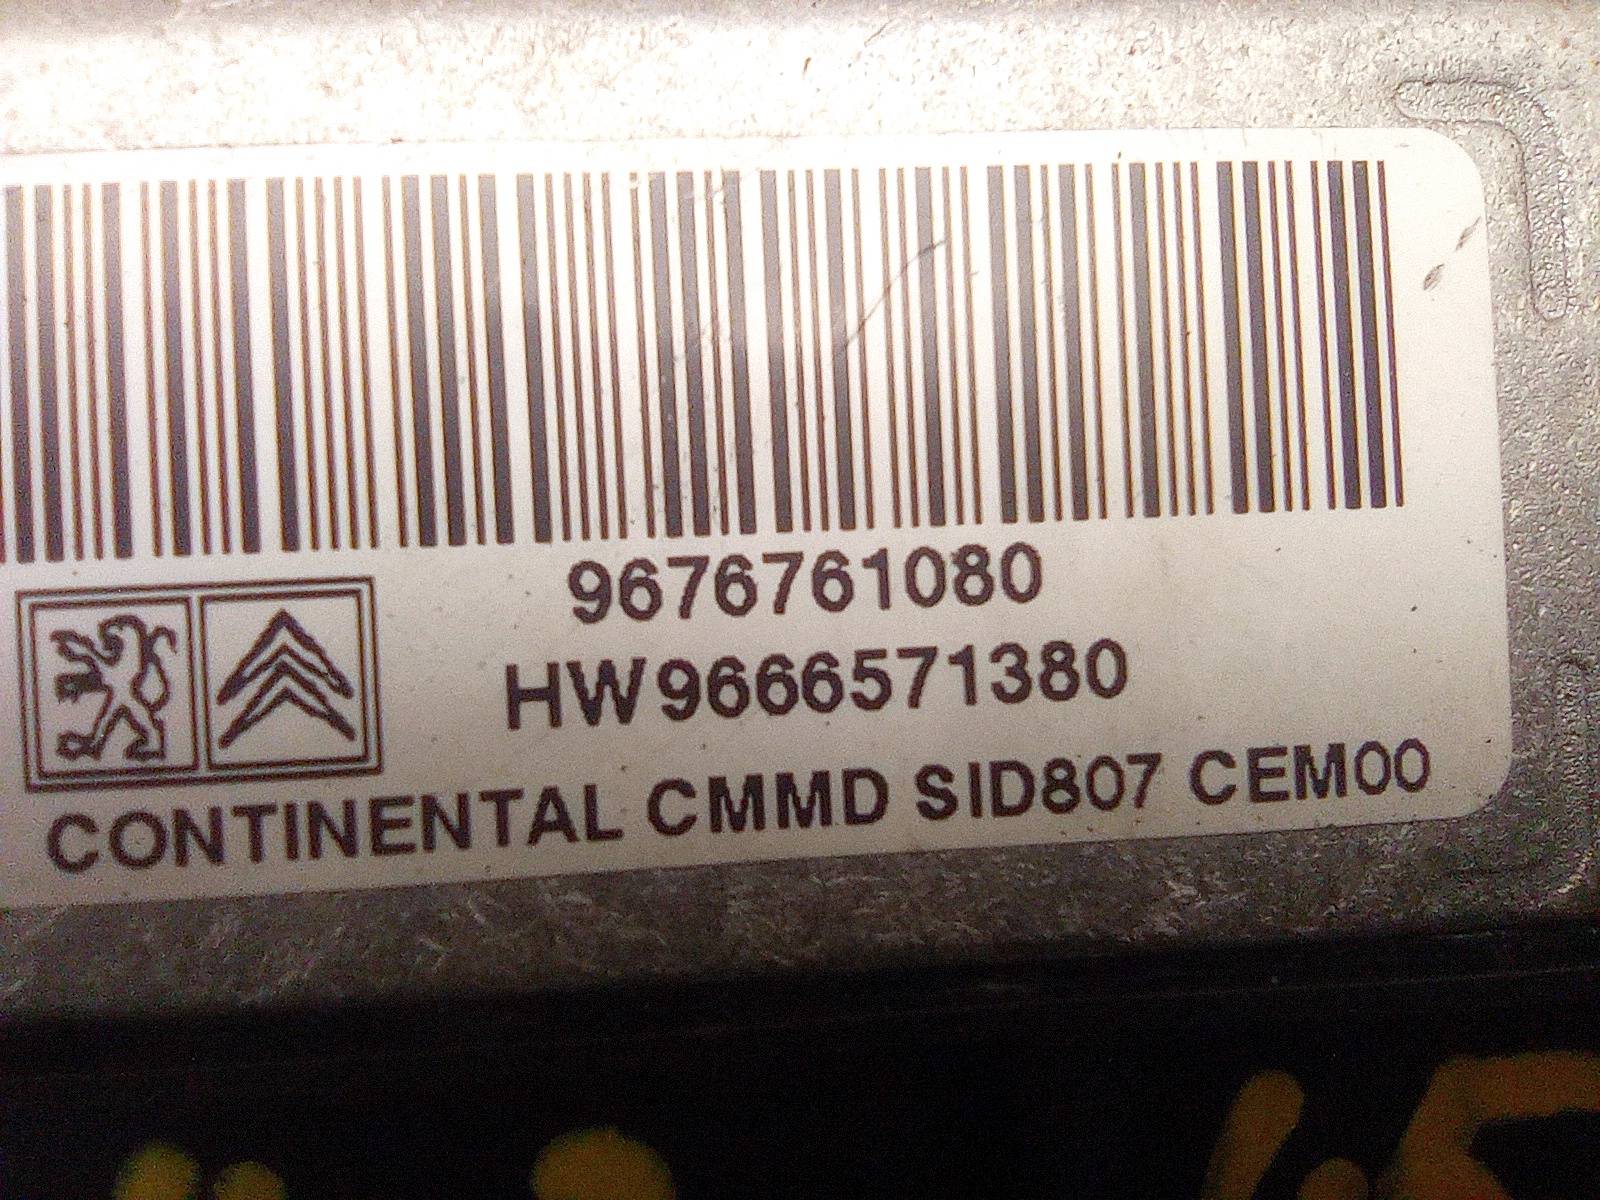 9676761080
HW9666571380
CONTINENTAL CMMD SID807 CEM00